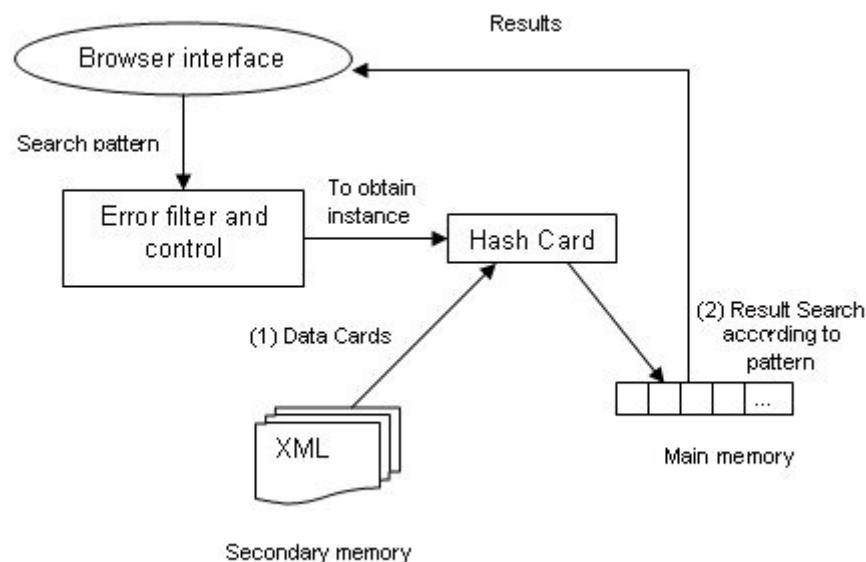 Results
Browser interface
Search pattern
To obtain
instance
Error filter and
control
Hash Card
(1) Data Cards
(2) Result Search
according to
pattern
...
XML
Main memory
Secondary memory